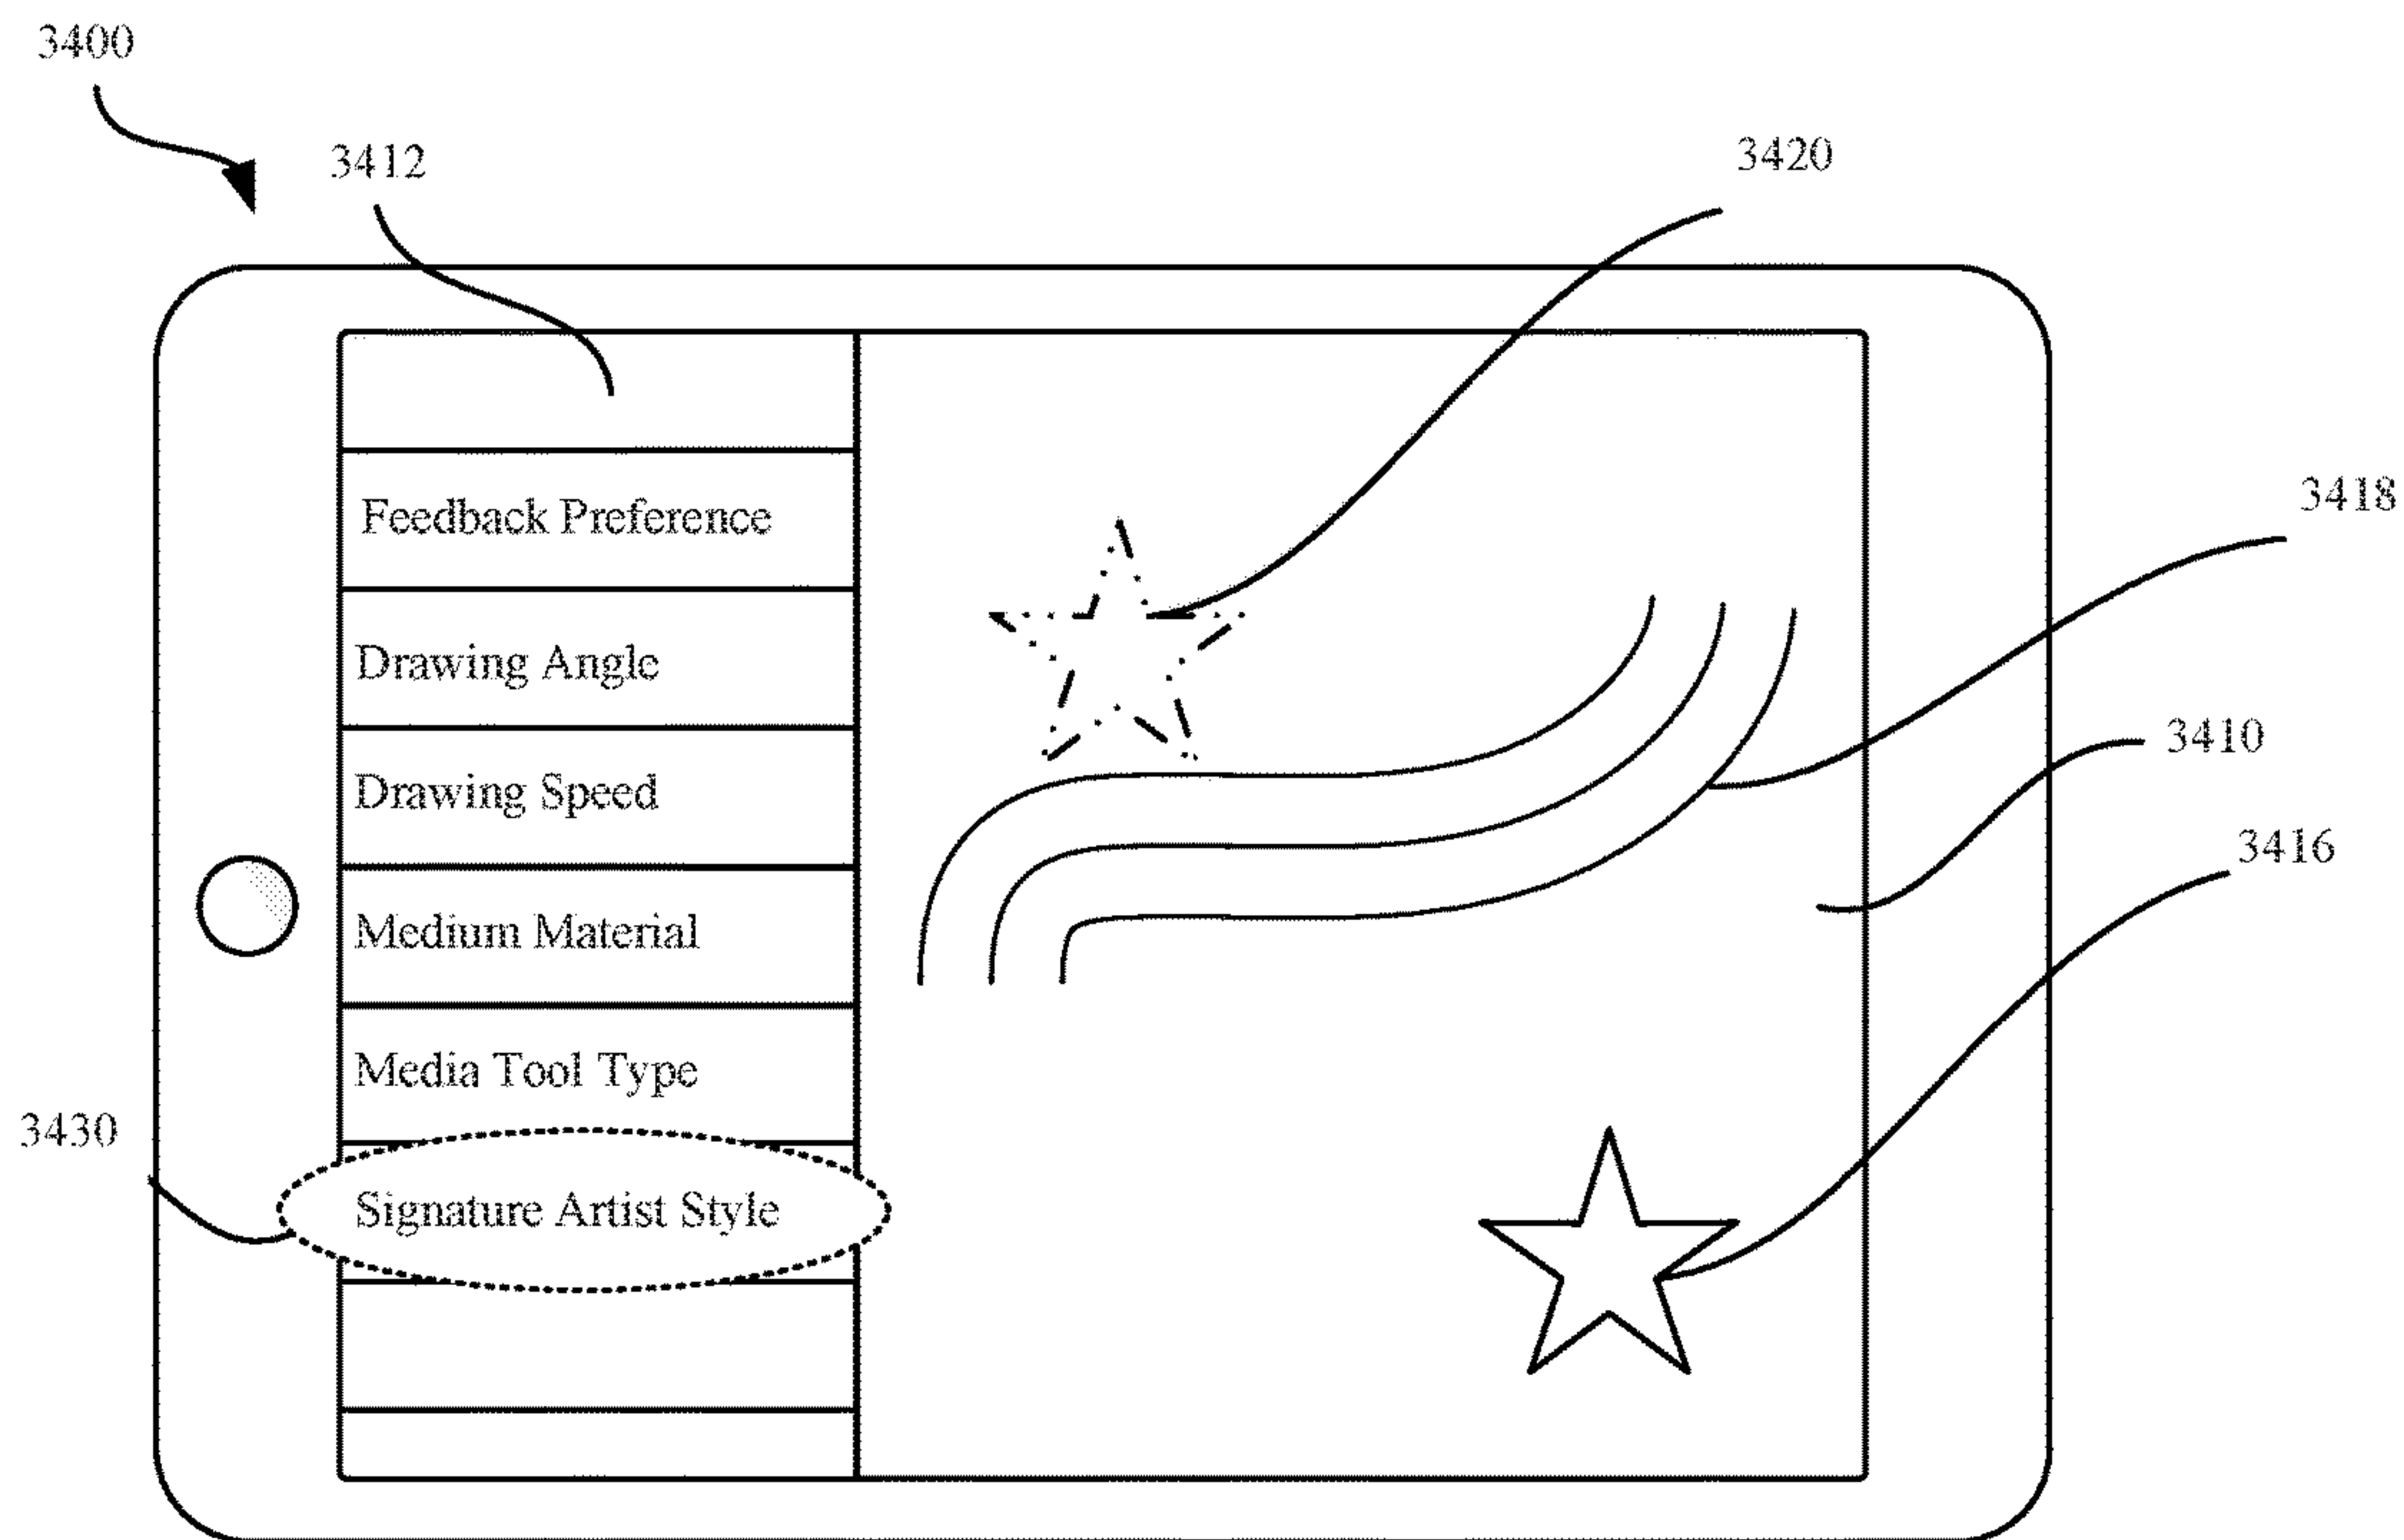 3400
3412
3420
3418
3410
3416
3430
Feedback Preference
Drawing Angle
Drawing Speed
Medium Material
Media Tool Type
Signature Artist Style